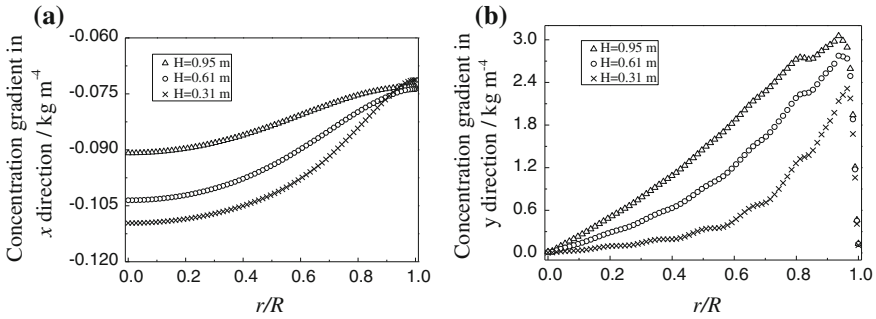 (a)
Concentration gradient in
x direction / kg m-4
-0.060
-0.075
-0.090
-0.105
-0.120
H=0.95 m
H=0.61 m
H=0.31 m
0.0 0.2 0.4 0.6 0.8 1.0
r/R
(b)
Concentration gradient in
y direction / kg m-4
3.0
2.4
1.8
1.2
0.6
0.0
H=0.95 m
H=0.61 m
H=0.31 m
0.0 0.2 0.4 0.6 0.8 1.0
r/R